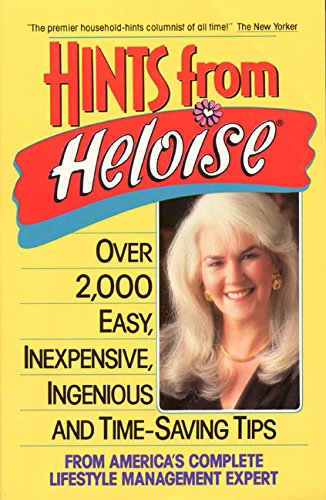 "The premier household-hints columnist of all time!" The New Yorker
HINTS from
Heloise®
OVER
2,000
EASY,
INEXPENSIVE,
INGENIOUS
AND TIME-SAVING TIPS
FROM AMERICA'S COMPLETE
LIFESTYLE MANAGEMENT EXPERT